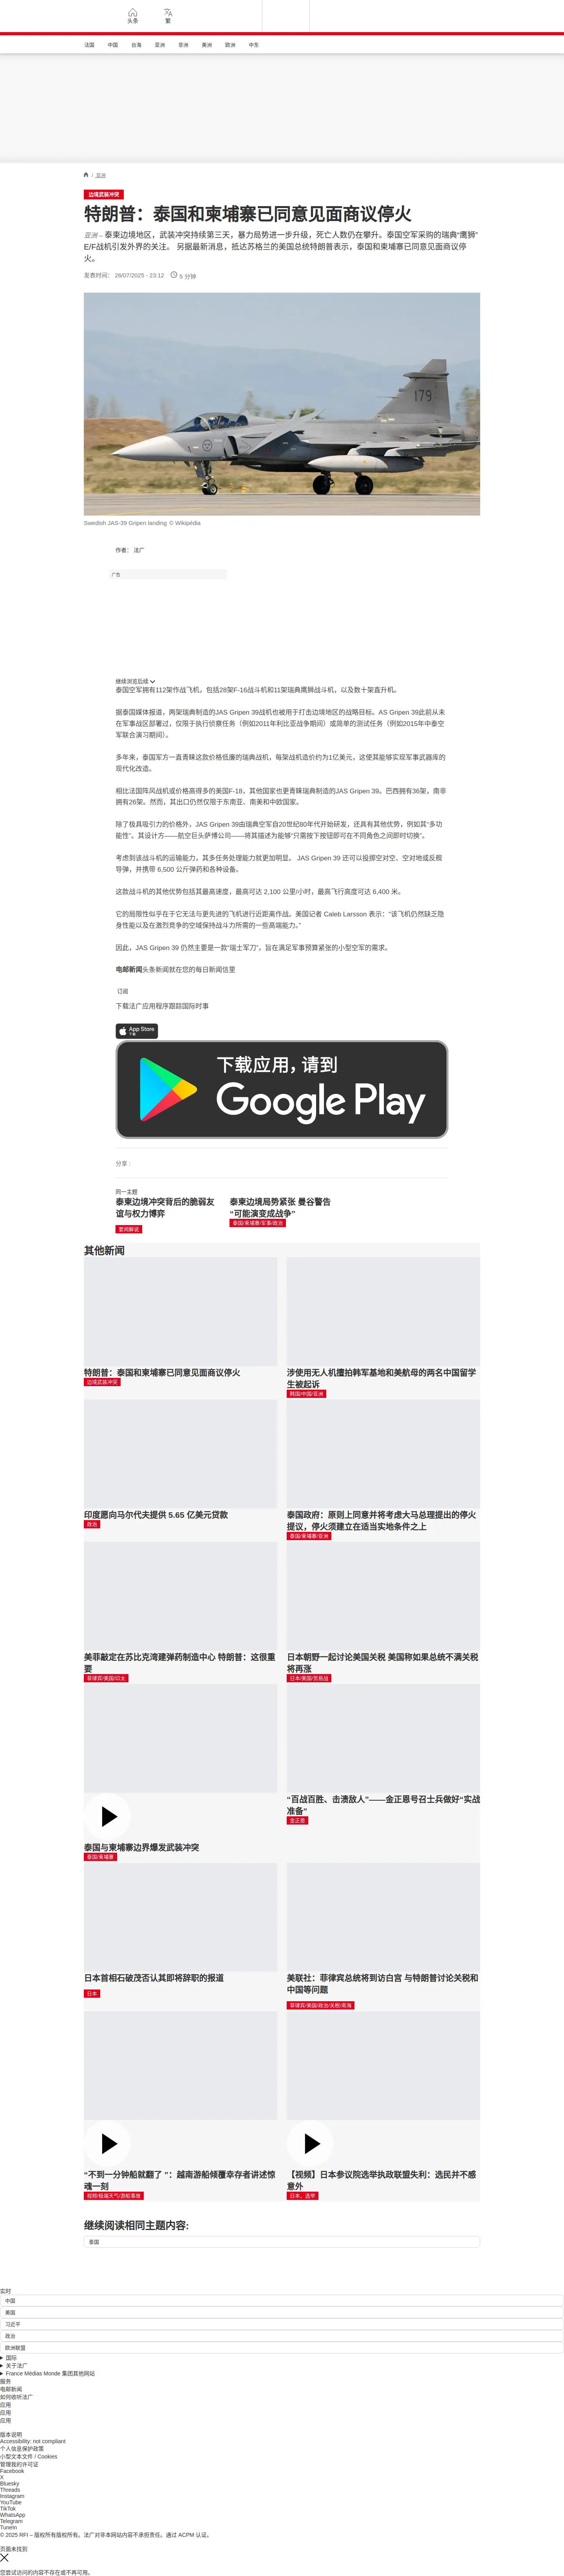 头条
繁
法国
中国
台海
亚洲
非洲
美洲
欧洲
中东
/ 亚洲
边境武装冲突
特朗普：泰国和柬埔寨已同意见面商议停火
亚洲 – 泰柬边境地区，武装冲突持续第三天，暴力局势进一步升级，死亡人数仍在攀升。泰国空军采购的瑞典“鹰狮”
E/F战机引发外界的关注。 另据最新消息，抵达苏格兰的美国总统特朗普表示，泰国和柬埔寨已同意见面商议停
火。
发表时间： 26/07/2025 - 23:12
5 分钟
179
Swedish JAS-39 Gripen landing © Wikipédia
作者： 法广
广告
继续浏览后续
泰国空军拥有112架作战飞机，包括28架F-16战斗机和11架瑞典鹰狮战斗机，以及数十架直升机。
据泰国媒体报道，两架瑞典制造的JAS Gripen 39战机也被用于打击边境地区的战略目标。AS Gripen 39此前从未
在军事战区部署过，仅限于执行侦察任务（例如2011年利比亚战争期间）或简单的测试任务（例如2015年中泰空
军联合演习期间）。
多年来，泰国军方一直青睐这款价格低廉的瑞典战机，每架战机造价约为1亿美元，这使其能够实现军事武器库的
现代化改造。
相比法国阵风战机或价格高得多的美国F-18，其他国家也更青睐瑞典制造的JAS Gripen 39。巴西拥有36架，南非
拥有26架。然而，其出口仍然仅限于东南亚、南美和中欧国家。
除了极具吸引力的价格外，JAS Gripen 39由瑞典空军自20世纪80年代开始研发，还具有其他优势，例如其“多功
能性”。其设计方——航空巨头萨博公司——将其描述为能够“只需按下按钮即可在不同角色之间即时切换”。
考虑到该战斗机的运输能力，其多任务处理能力就更加明显。 JAS Gripen 39 还可以投掷空对空、空对地或反舰
导弹，并携带 6,500 公斤弹药和各种设备。
这款战斗机的其他优势包括其最高速度，最高可达 2,100 公里/小时，最高飞行高度可达 6,400 米。
它的局限性似乎在于它无法与更先进的飞机进行近距离作战。美国记者 Caleb Larsson 表示：“该飞机仍然缺乏隐
身性能以及在激烈竞争的空域保持战斗力所需的一些高端能力。”
因此，JAS Gripen 39 仍然主要是一款“瑞士军刀”，旨在满足军事预算紧张的小型空军的需求。
电邮新闻头条新闻就在您的每日新闻信里
订阅
下载法广应用程序跟踪国际时事
App Store
下载
下载应用，请到
Google Play
分享 :
同一主题
泰柬边境冲突背后的脆弱友
谊与权力博弈
要闻解说
泰柬边境局势紧张 曼谷警告
“可能演变成战争”
泰国/柬埔寨/军事/政治
其他新闻
特朗普：泰国和柬埔寨已同意见面商议停火
边境武装冲突
涉使用无人机擅拍韩军基地和美航母的两名中国留学
生被起诉
韩国/中国/亚洲
印度愿向马尔代夫提供 5.65 亿美元贷款
政治
泰国政府：原则上同意并将考虑大马总理提出的停火
提议，停火须建立在适当实地条件之上
泰国/柬埔寨/亚洲
美菲敲定在苏比克湾建弹药制造中心 特朗普：这很重
要
菲律宾/美国/印太
日本朝野一起讨论美国关税 美国称如果总统不满关税
将再涨
日本/美国/贸易战
泰国与柬埔寨边界爆发武装冲突
泰国/柬埔寨
“百战百胜、击溃敌人”——金正恩号召士兵做好“实战
准备”
金正恩
日本首相石破茂否认其即将辞职的报道
日本
美联社：菲律宾总统将到访白宫 与特朗普讨论关税和
中国等问题
菲律宾/美国/政治/关税/南海
“不到一分钟船就翻了 ”：越南游船倾覆幸存者讲述惊
魂一刻
视频/极端天气/游船事故
【视频】日本参议院选举执政联盟失利：选民并不感
意外
日本、选举
继续阅读相同主题内容:
泰国
实时
中国
美国
习近平
政治
欧洲联盟
国际
关于法广
France Médias Monde 集团其他网站
服务
电邮新闻
如何收听法广
应用
应用
应用
版本说明
Accessibility: not compliant
个人信息保护政策
小型文本文件 / Cookies
管理我的许可证
Facebook
X
Bluesky
Threads
Instagram
YouTube
TikTok
WhatsApp
Telegram
TuneIn
© 2025 RFI – 版权所有版权所有。法广对非本网站内容不承担责任。通过 ACPM 认证。
页面未找到
您尝试访问的内容不存在或不再可用。